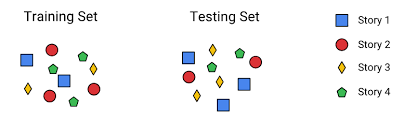 Training Set
Testing Set
Story 1
Story 2
Story 3
Story 4